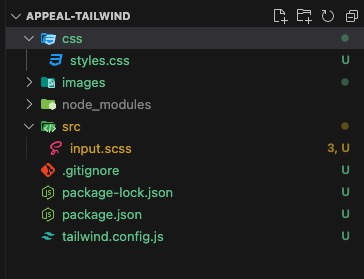 APPEAL-TAILWIND
css
styles.css U
images
node_modules
src
input.scss 3, U
.gitignore U
package-lock.json U
package.json U
tailwind.config.js U